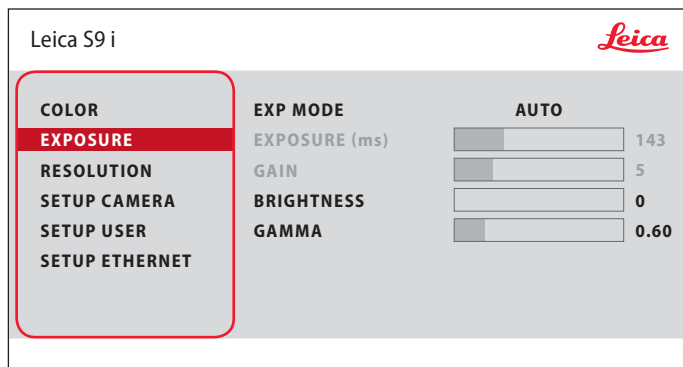 Leica S9 i
Leica
COLOR
EXPOSURE
RESOLUTION
SETUP CAMERA
SETUP USER
SETUP ETHERNET
EXP MODE AUTO
EXPOSURE (ms) 143
GAIN 5
BRIGHTNESS 0
GAMMA 0.60